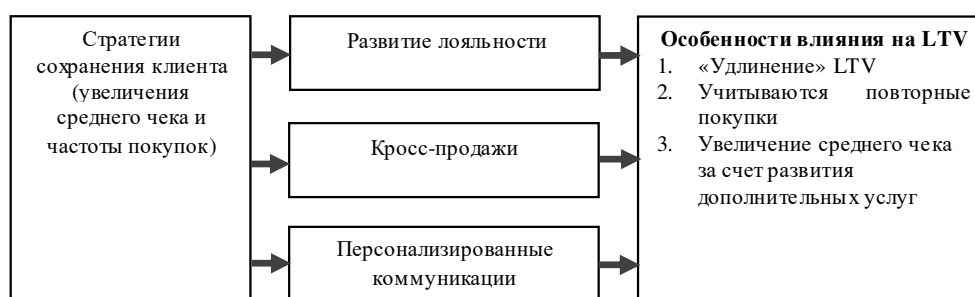 Стратегии
сохранения клиента
(увеличения
среднего чека и
частоты покупок)
Развитие лояльности
Кросс-продажи
Персонализированные
коммуникации
Особенности влияния на LTV
1. «Удлинение» LTV
2. Учитываются повторные
покупки
3. Увеличение среднего чека
за счет развития
дополнительных услуг